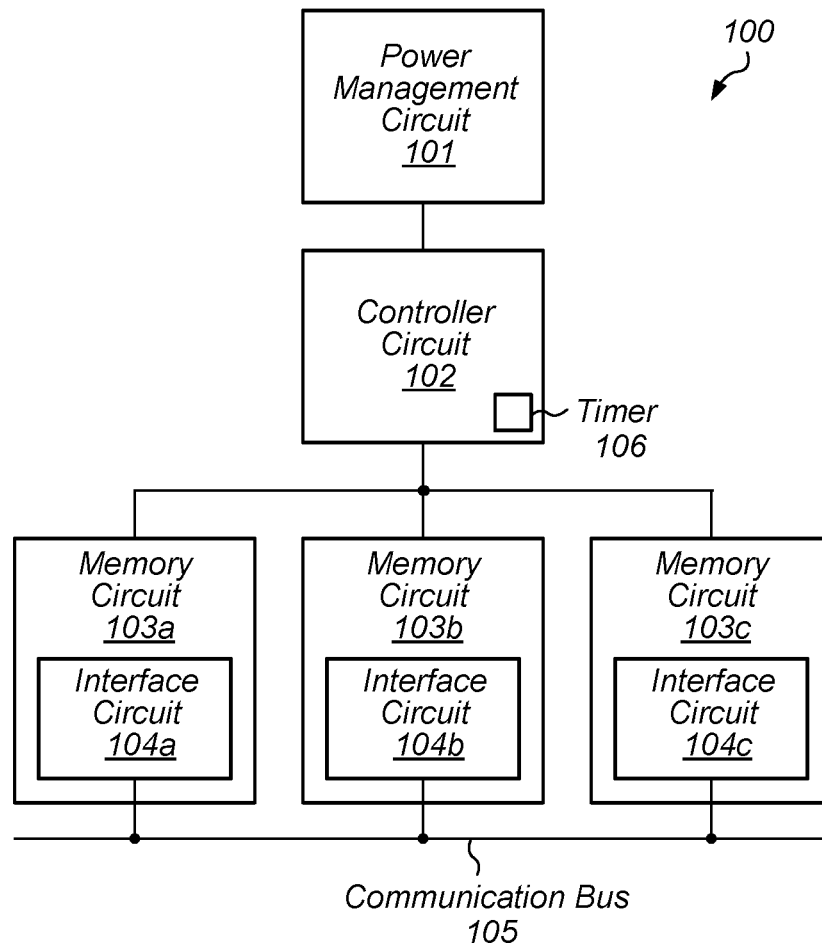 100
Power
Management
Circuit
101
Controller
Circuit
102
Timer
106
Memory
Circuit
103a
Interface
Circuit
104a
Memory
Circuit
103b
Interface
Circuit
104b
Memory
Circuit
103c
Interface
Circuit
104c
Communication Bus
105